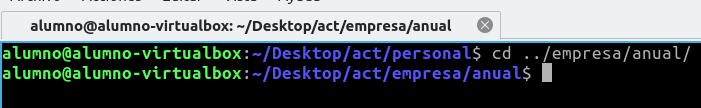 alumno@alumno-virtualbox: ~/Desktop/act/empresa/anual
alumno@alumno-virtualbox:~/Desktop/act/personal$ cd ../empresa/anual/
alumno@alumno-virtualbox:~/Desktop/act/empresa/anual$